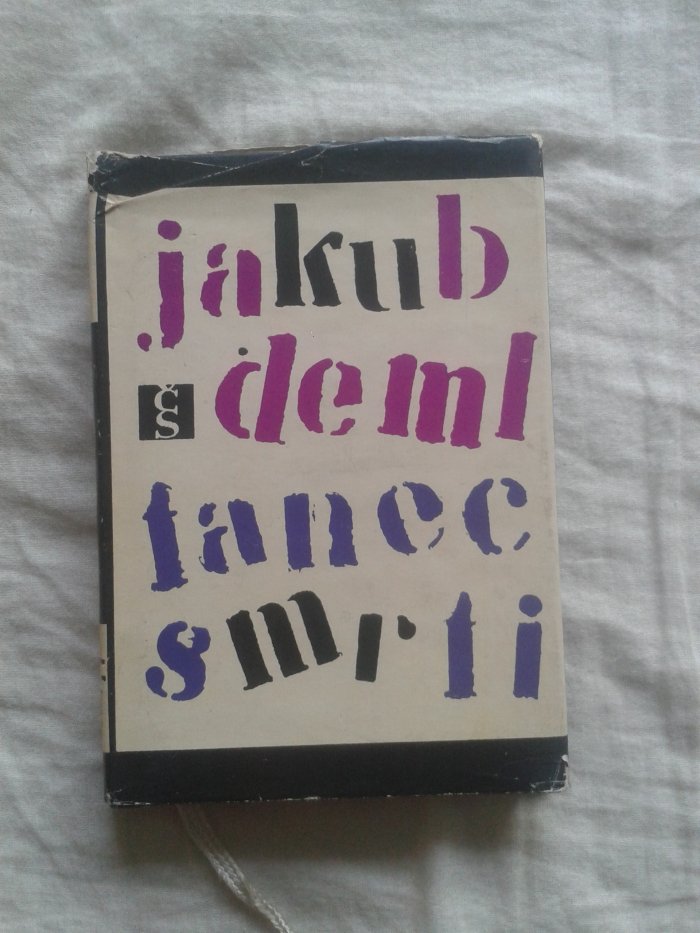 jakub
deml
čs
tanec
smrti